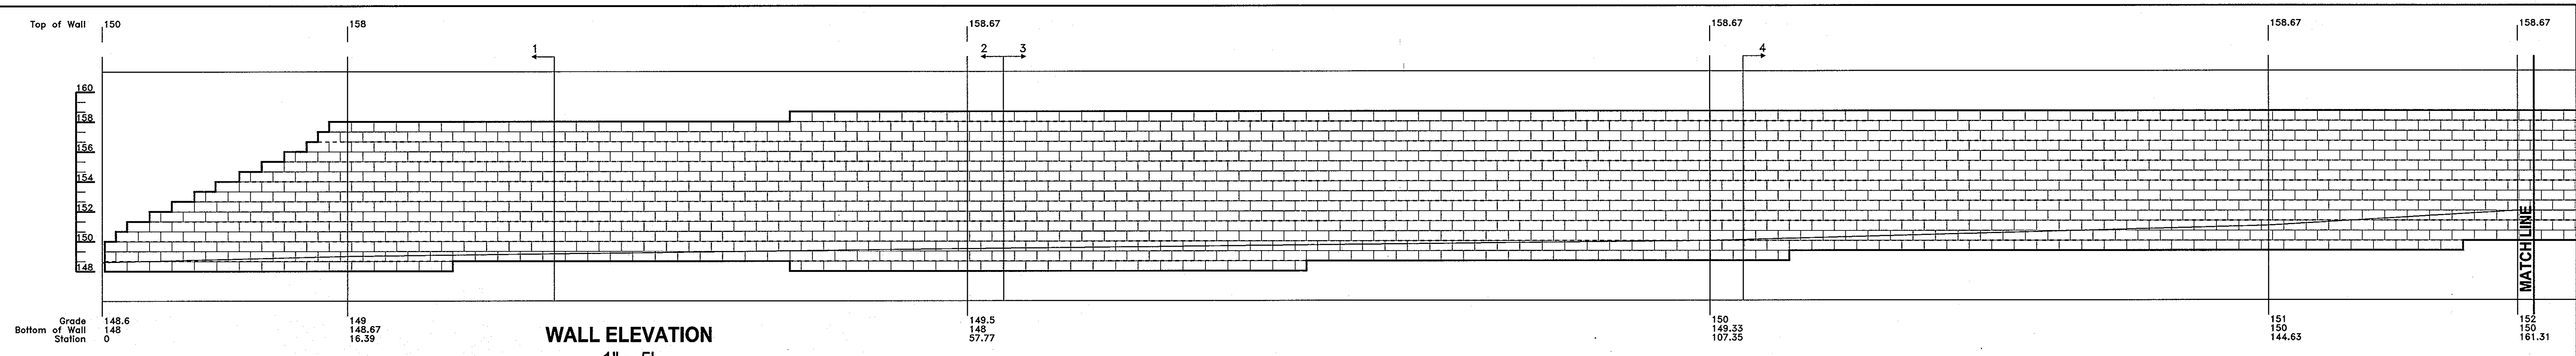 Top of Wall 150 158 158.67 158.67 158.67 158.67
1 2 3 4
160
158
156
154
152
150
148
MATCH LINE
Grade 148.6 149 149.5 150 151 152
Bottom of Wall 148 148.67 148 149.33 150 150
Station 0 16.39 57.77 107.35 144.63 161.31
WALL ELEVATION